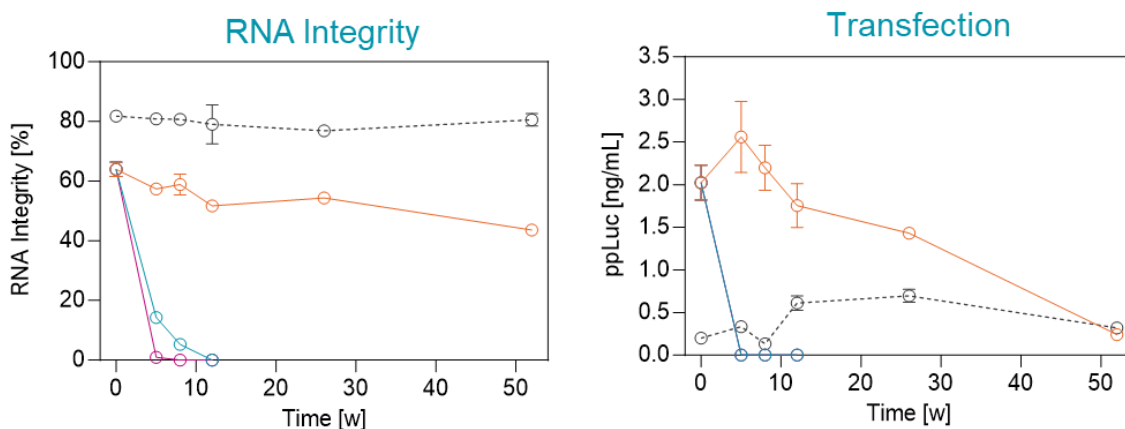 RNA Integrity
RNA Integrity [%]
100
80
60
40
20
0
0 10 20 30 40 50
Time [w]
Transfection
ppLuc [ng/mL]
3.5
3.0
2.5
2.0
1.5
1.0
0.5
0.0
0 10 20 30 40 50
Time [w]